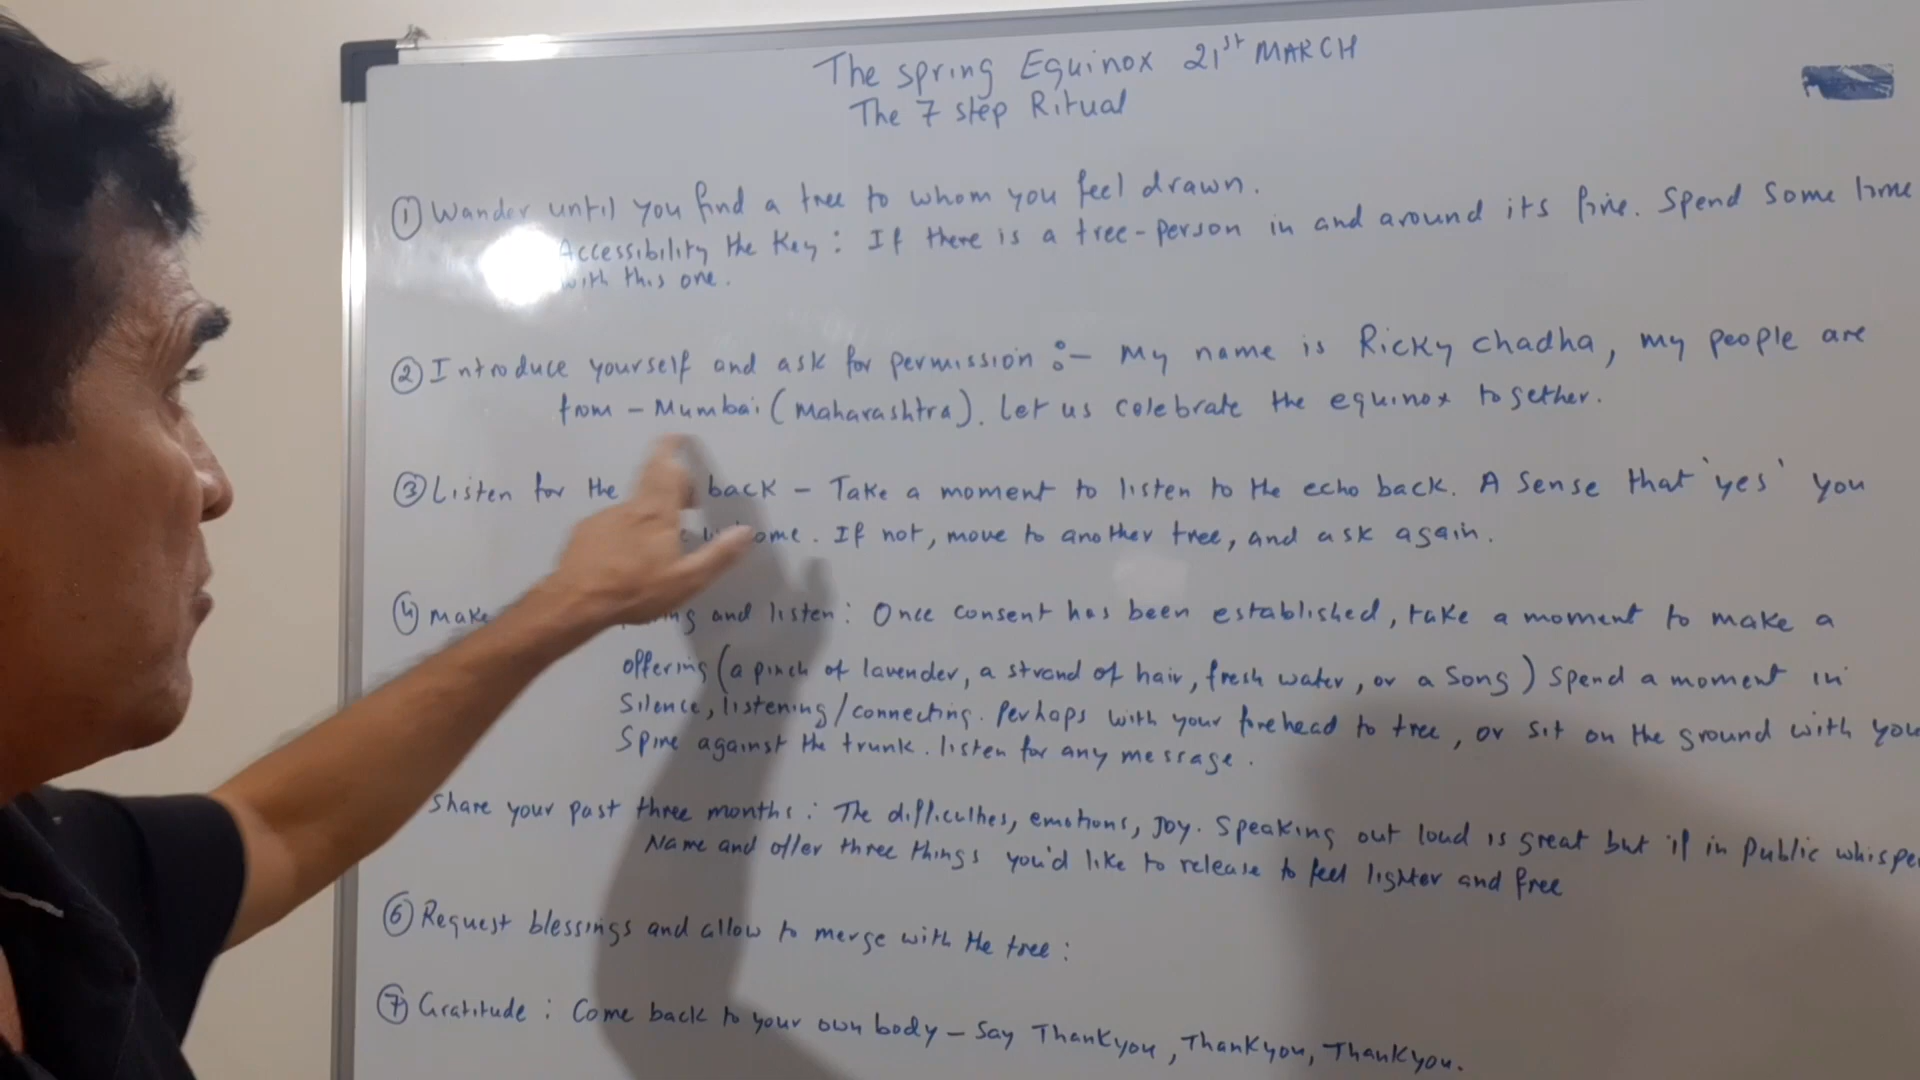 The spring Equinox 21st MARCH
The 7 step Ritual
① Wander until you find a tree to whom you feel drawn.
Accessibility the Key: If there is a tree-person in and around its fine. Spend some time
with this one.
② Introduce yourself and ask for permission :- My name is Ricky chadha, my people are
from - Mumbai (Maharashtra). Let us celebrate the equinox together.
③ Listen for the back - Take a moment to listen to the echo back. A Sense that 'yes' you
. If not, move to another tree, and ask again.
④ make and listen: Once consent has been established, take a moment to make a
offering (a pinch of lavender, a strand of hair, fresh water, or a song) Spend a moment in
Silence, listening/connecting. Perhaps with your forehead to tree, or sit on the ground with
Spine against the trunk. listen for any message.
Share your past three months: The difficulties, emotions, Joy. Speaking out loud is great but if in public
Name and offer three things you'd like to release to feel lighter and free
⑥ Request blessings and allow to merge with the tree:
⑦ Gratitude: Come back to your own body - Say Thankyou, Thankyou, Thankyou.